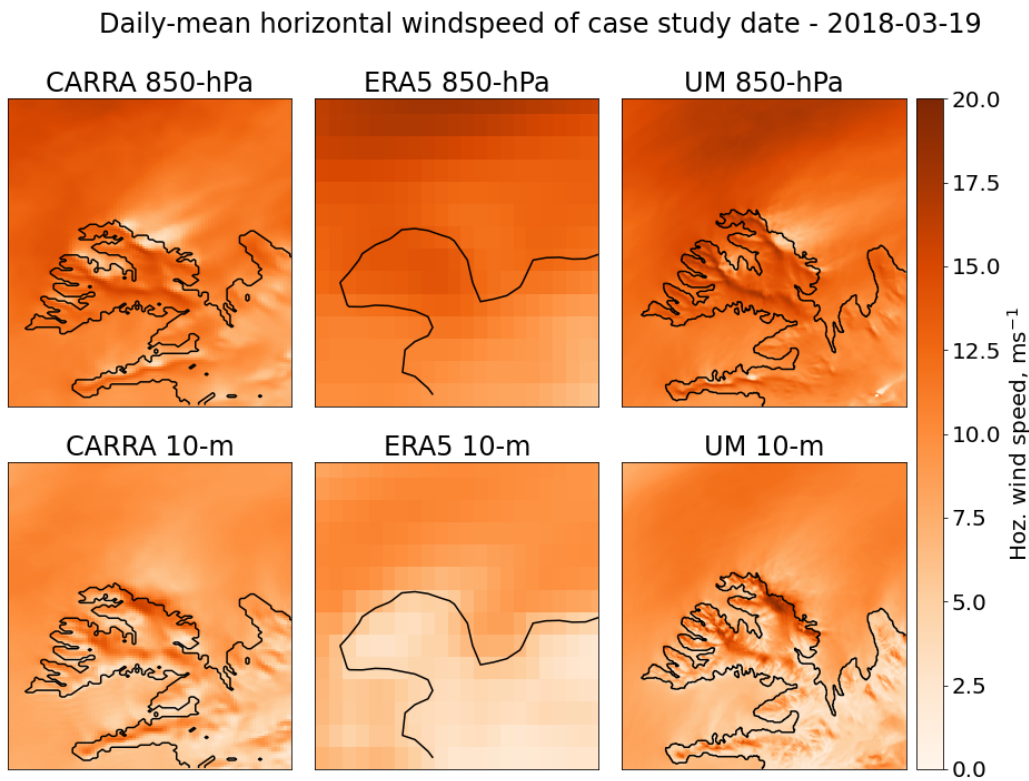 Daily-mean horizontal windspeed of case study date - 2018-03-19
CARRA 850-hPa
ERA5 850-hPa
UM 850-hPa
20.0
17.5
15.0
12.5
10.0
7.5
5.0
2.5
0.0
Hoz. wind speed, ms⁻¹
CARRA 10-m
ERA5 10-m
UM 10-m